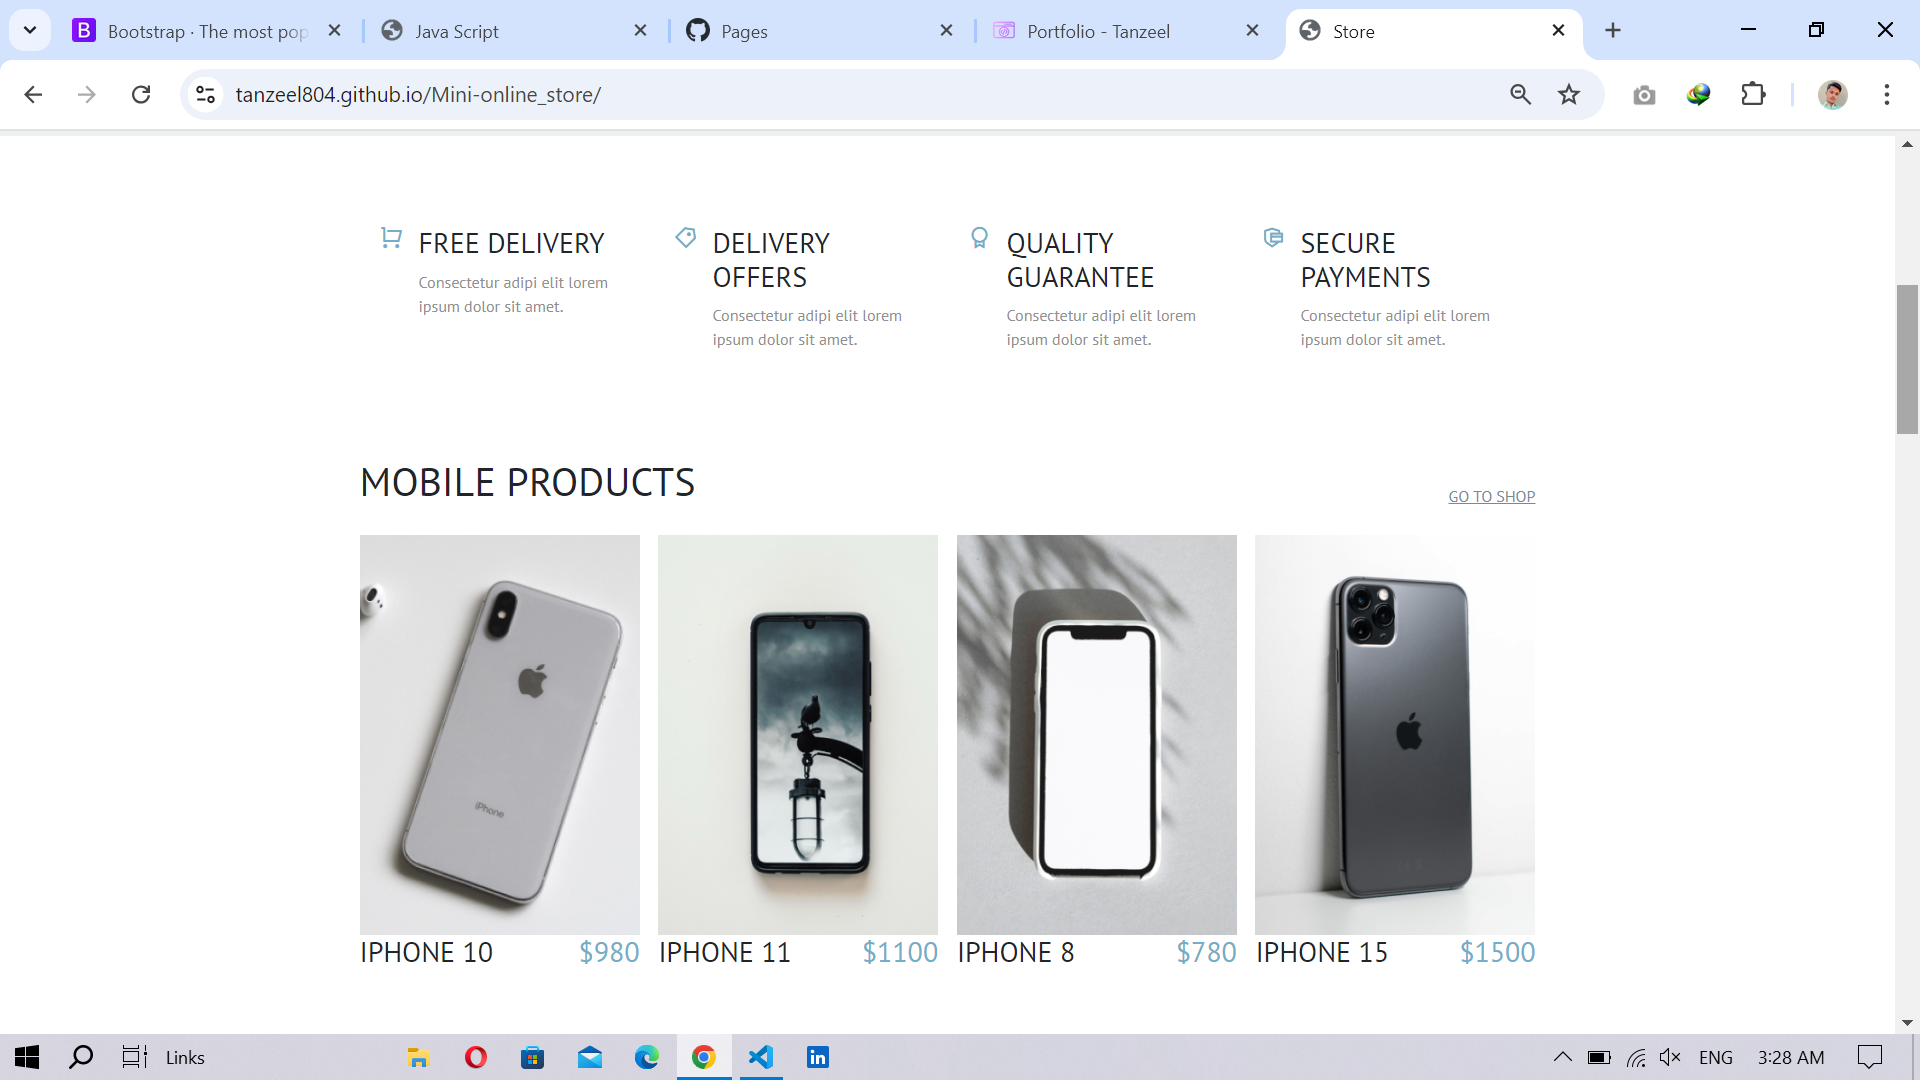 Bootstrap · The most pop
Java Script
Pages
Portfolio - Tanzeel
Store
tanzeel804.github.io/Mini-online_store/
FREE DELIVERY
Consectetur adipi elit lorem
ipsum dolor sit amet.
DELIVERY
OFFERS
Consectetur adipi elit lorem
ipsum dolor sit amet.
QUALITY
GUARANTEE
Consectetur adipi elit lorem
ipsum dolor sit amet.
SECURE
PAYMENTS
Consectetur adipi elit lorem
ipsum dolor sit amet.
MOBILE PRODUCTS
GO TO SHOP
iPhone
IPHONE 10 $980
IPHONE 11 $1100
IPHONE 8 $780
IPHONE 15 $1500
Links
ENG
3:28 AM